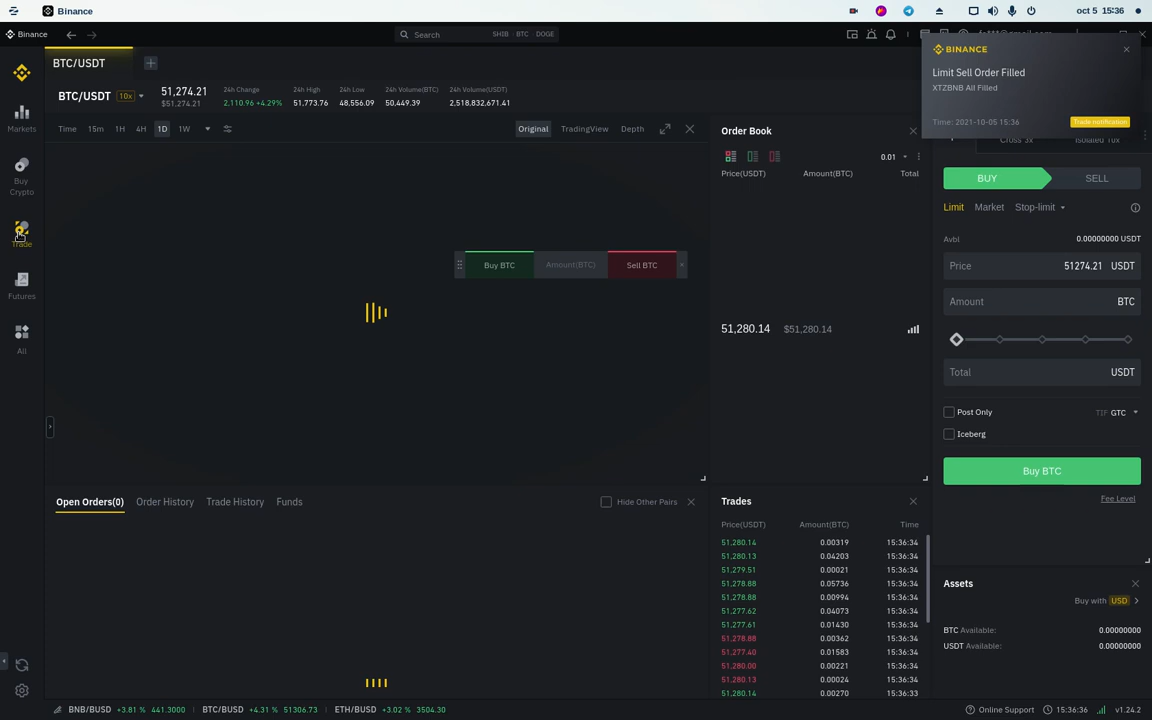 Binance
oct 5 15:36
Binance
Search
SHIB
BTC
DOGE
BINANCE
Limit Sell Order Filled
XTZBNB All Filled
Time: 2021-10-05 15:36
Trade notification
Markets
Buy
Crypto
Trade
Futures
All
BTC/USDT
BTC/USDT 10x
51,274.21
$51,274.21
24h Change
2,110.96 +4.29%
24h High
51,773.76
24h Low
48,556.09
24h Volume(BTC)
50,449.39
24h Volume(USDT)
2,518,832,671.41
Time 15m 1H 4H 1D 1W
Original TradingView Depth
Buy BTC Amount(BTC) Sell BTC
Order Book
0.01
Price(USDT) Amount(BTC) Total
51,280.14 $51,280.14
Cross 3x Isolated 10x
BUY SELL
Limit Market Stop-limit
Avbl 0.00000000 USDT
Price 51274.21 USDT
Amount BTC
Total USDT
Post Only TIF GTC
Iceberg
Buy BTC
Fee Level
Open Orders(0) Order History Trade History Funds
Hide Other Pairs
Trades
Price(USDT) Amount(BTC) Time
51,280.14 0.00319 15:36:34
51,280.13 0.04203 15:36:34
51,279.51 0.00021 15:36:34
51,278.88 0.05736 15:36:34
51,278.88 0.00994 15:36:34
51,277.62 0.04073 15:36:34
51,277.61 0.01430 15:36:34
51,278.88 0.00362 15:36:34
51,277.40 0.01583 15:36:34
51,280.00 0.00221 15:36:34
51,280.13 0.00024 15:36:34
51,280.14 0.00270 15:36:33
Assets
Buy with USD
BTC Available: 0.00000000
USDT Available: 0.00000000
BNB/BUSD +3.81 % 441.3000
BTC/BUSD +4.31 % 51306.73
ETH/BUSD +3.02 % 3504.30
Online Support
15:36:36
v1.24.2